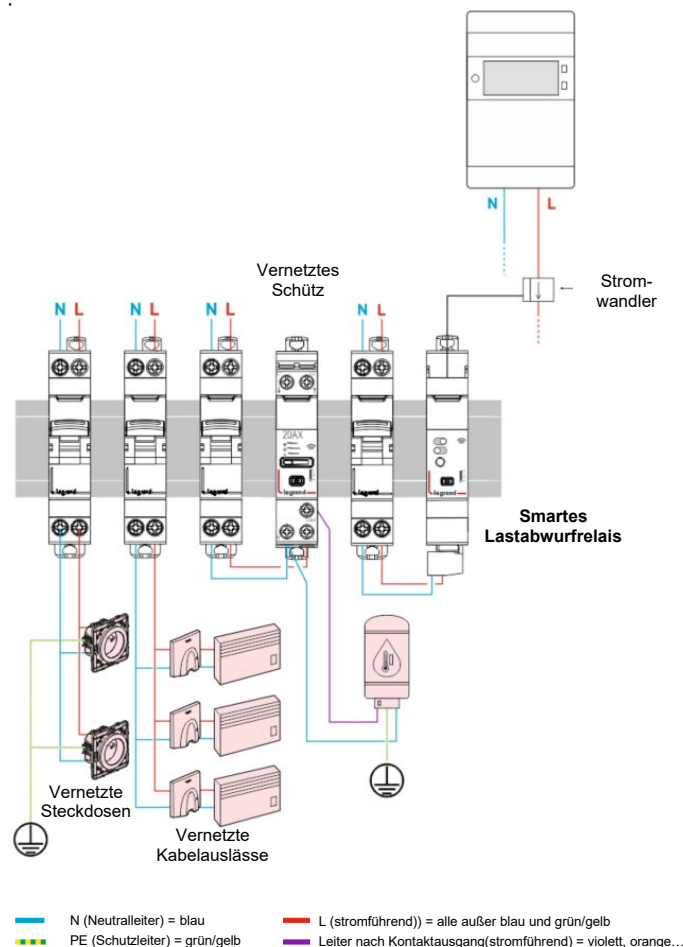 .
N L
Vernetztes
Schütz
Strom-
wandler
N L N L N L N L
20AX
legrand legrand legrand legrand legrand legrand
Smartes
Lastabwurfrelais
Vernetzte
Steckdosen
Vernetzte
Kabelauslässe
N (Neutralleiter) = blau
L (stromführend)) = alle außer blau und grün/gelb
PE (Schutzleiter) = grün/gelb
Leiter nach Kontaktausgang(stromführend) = violett, orange…